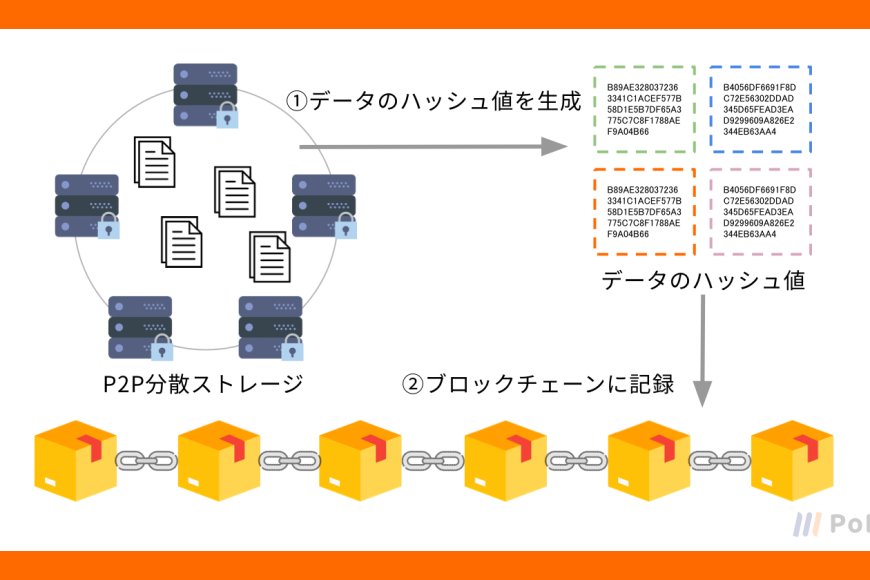 ①データのハッシュ値を生成
B89AE328037236
3341C1ACEF577B
58D1E5B7DF65A3
775C7C8F1788AE
F9A04B66
B4056DF6691F8D
C72E56302DDAD
345D65FEAD3EA
D9299609A826E2
344EB63AA4
B89AE328037236
3341C1ACEF577B
58D1E5B7DF65A3
775C7C8F1788AE
F9A04B66
B4056DF6691F8D
C72E56302DDAD
345D65FEAD3EA
D9299609A826E2
344EB63AA4
データのハッシュ値
P2P分散ストレージ
②ブロックチェーンに記録